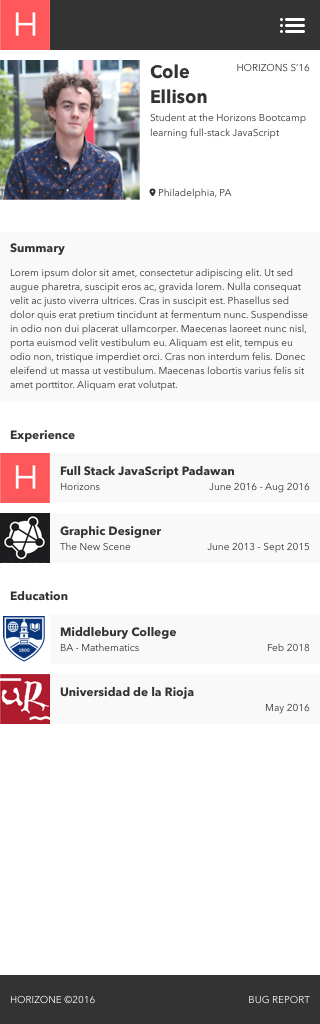 H
Cole
Ellison
HORIZONS S'16
Student at the Horizons Bootcamp
learning full-stack JavaScript
Philadelphia, PA
Summary
Lorem ipsum dolor sit amet, consectetur adipiscing elit. Ut sed
augue pharetra, suscipit eros ac, gravida lorem. Nulla consequat
velit ac justo viverra ultrices. Cras in suscipit est. Phasellus sed
dolor quis erat pretium tincidunt at fermentum nunc. Suspendisse
in odio non dui placerat ullamcorper. Maecenas laoreet nunc nisl,
porta euismod velit vestibulum eu. Aliquam est elit, tempus eu
odio non, tristique imperdiet orci. Cras non interdum felis. Donec
eleifend ut massa ut vestibulum. Maecenas lobortis varius felis sit
amet porttitor. Aliquam erat volutpat.
Experience
H
Full Stack JavaScript Padawan
Horizons June 2016 - Aug 2016
Graphic Designer
The New Scene June 2013 - Sept 2015
Education
1800
Middlebury College
BA - Mathematics Feb 2018
UR
Universidad de la Rioja
May 2016
HORIZONE ©2016 BUG REPORT